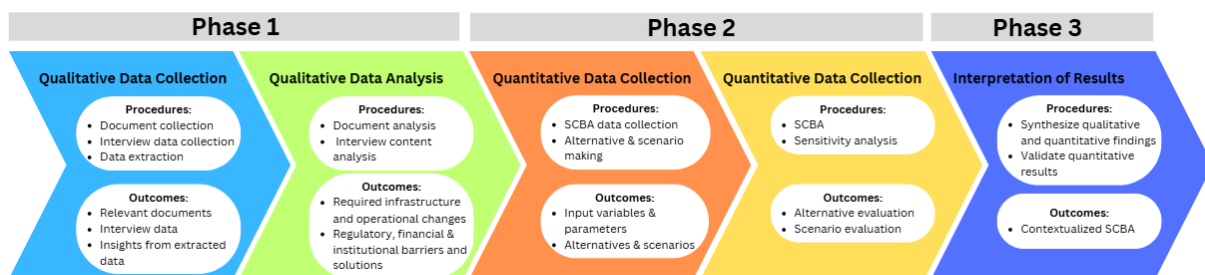 Phase 1
Phase 2
Phase 3
Qualitative Data Collection
Procedures:
• Document collection
• Interview data collection
• Data extraction
Outcomes:
• Relevant documents
• Interview data
• Insights from extracted
data
Qualitative Data Analysis
Procedures:
• Document analysis
• Interview content
analysis
Outcomes:
• Required infrastructure
and operational changes
• Regulatory, financial &
institutional barriers and
solutions
Quantitative Data Collection
Procedures:
• SCBA data collection
• Alternative & scenario
making
Outcomes:
• Input variables &
parameters
• Alternatives & scenarios
Quantitative Data Collection
Procedures:
• SCBA
• Sensitivity analysis
Outcomes:
• Alternative evaluation
• Scenario evaluation
Interpretation of Results
Procedures:
• Synthesize qualitative
and quantitative findings
• Validate quantitative
results
Outcomes:
• Contextualized SCBA